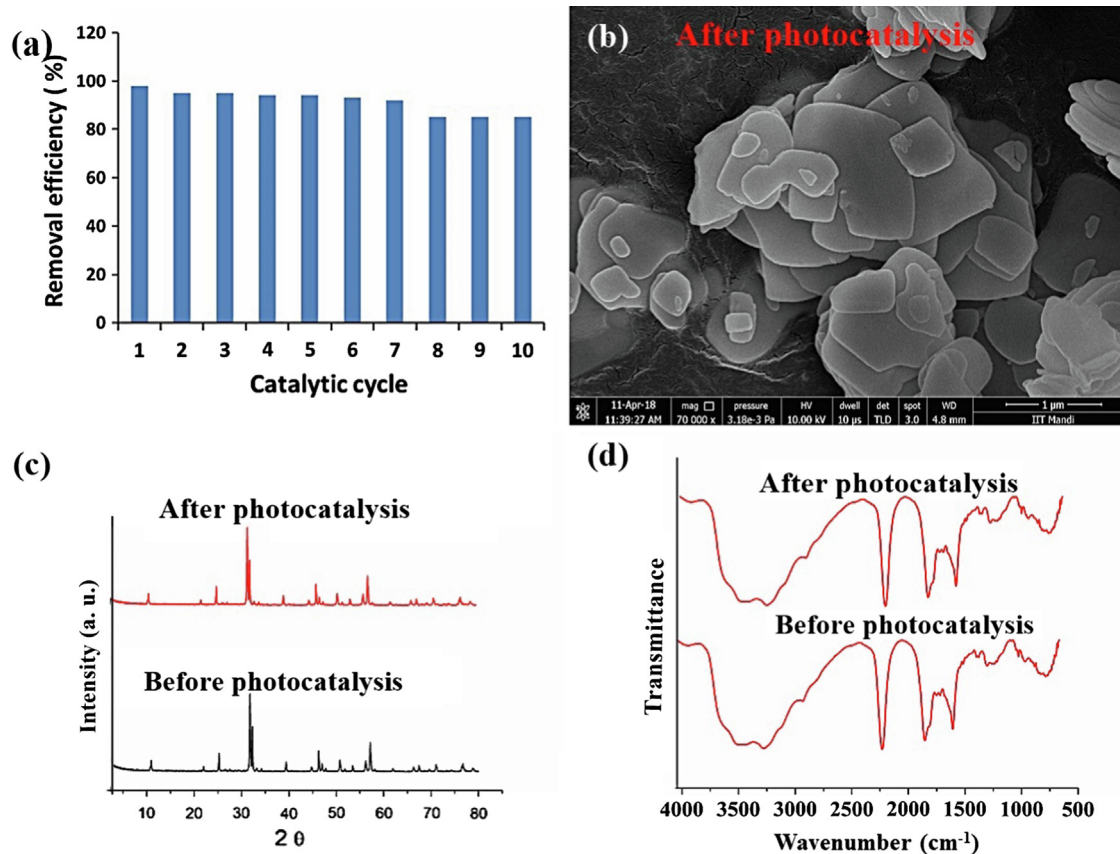 (a)
Removal efficiency ( %)
120
100
80
60
40
20
0
1 2 3 4 5 6 7 8 9 10
Catalytic cycle
(b)
After photocatalysis
11-Apr-18
11:39:27 AM
mag
70 000 x
pressure
3.18e-3 Pa
HV
10.00 kV
dwell
10 µs
det
TLD
spot
3.0
WD
4.8 mm
1 µm
IIT Mandi
(c)
Intensity (a. u.)
After photocatalysis
Before photocatalysis
10 20 30 40 50 60 70 80
2 θ
(d)
Transmittance
After photocatalysis
Before photocatalysis
4000 3500 3000 2500 2000 1500 1000 500
Wavenumber (cm⁻¹)